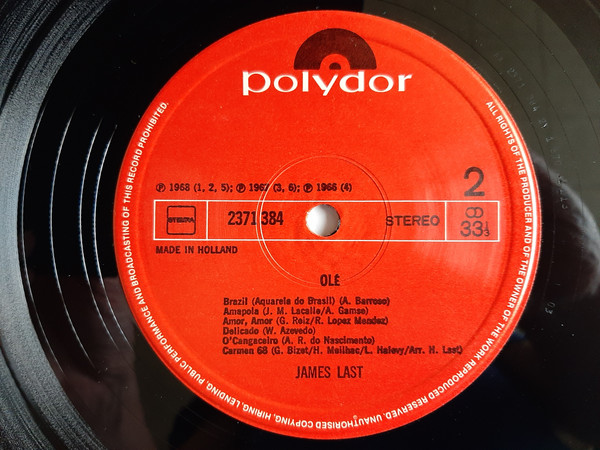 polydor
℗ 1968 (1, 2, 5); ℗ 1967 (3, 6); ℗ 1966 (4)
2
STEMRA
2371 384
STEREO
33⅓
MADE IN HOLLAND
OLÉ
Brazil (Aquarela do Brasil) (A. Barroso)
Amapola (J. M. Lacalle/A. Gamse)
Amor, Amor (G. Ruiz/R. Lopez Mendez)
Delicado (W. Azevedo)
O'Cangaceiro (A. R. do Nascimento)
Carmen 68 (G. Bizet/H. Meilhac/L. Halevy/Arr. H. Last)
JAMES LAST
ALL RIGHTS OF THE PRODUCER AND OF THE OWNER OF THE WORK REPRODUCED RESERVED. UNAUTHORISED COPYING, HIRING, LENDING, PUBLIC PERFORMANCE AND BROADCASTING OF THIS RECORD PROHIBITED.